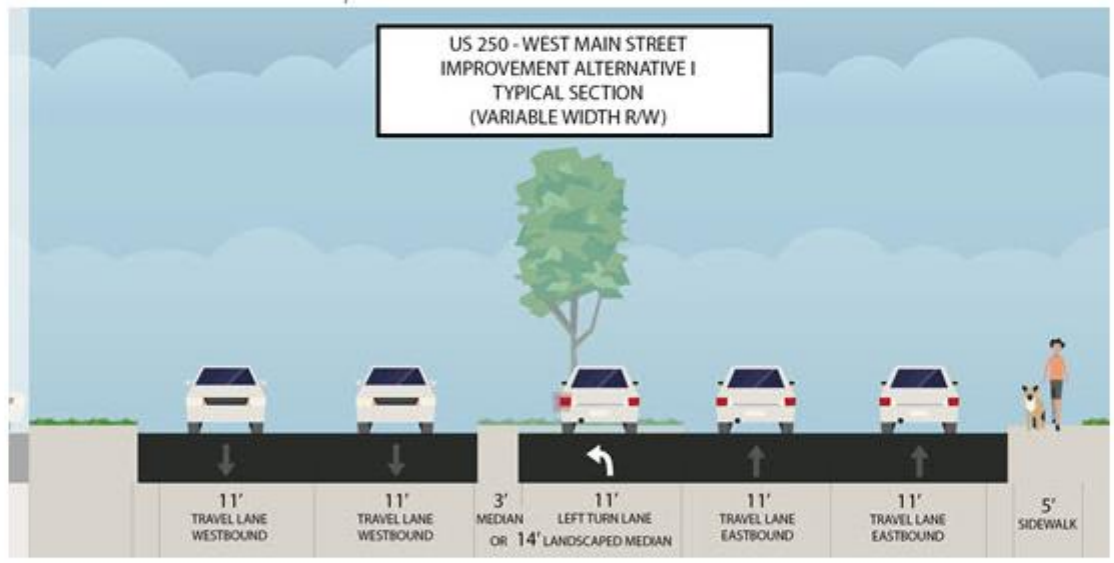 US 250 - WEST MAIN STREET
IMPROVEMENT ALTERNATIVE I
TYPICAL SECTION
(VARIABLE WIDTH R/W)
11'
TRAVEL LANE
WESTBOUND
11'
TRAVEL LANE
WESTBOUND
3'
MEDIAN
11'
LEFT TURN LANE
OR 14' LANDSCAPED MEDIAN
11'
TRAVEL LANE
EASTBOUND
11'
TRAVEL LANE
EASTBOUND
5'
SIDEWALK